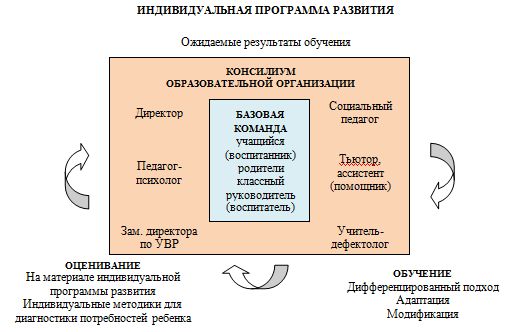 ИНДИВИДУАЛЬНАЯ ПРОГРАММА РАЗВИТИЯ
Ожидаемые результаты обучения
КОНСИЛИУМ
ОБРАЗОВАТЕЛЬНОЙ ОРГАНИЗАЦИИ
Директор
Педагог-
психолог
Зам. директора
по УВР
БАЗОВАЯ
КОМАНДА
учащийся
(воспитанник)
родители
классный
руководитель
(воспитатель)
Социальный
педагог
Тьютор,
ассистент
(помощник)
Учитель-
дефектолог
ОЦЕНИВАНИЕ
На материале индивидуальной
программы развития
Индивидуальные методики для
диагностики потребностей ребенка
ОБУЧЕНИЕ
Дифференцированный подход
Адаптация
Модификация